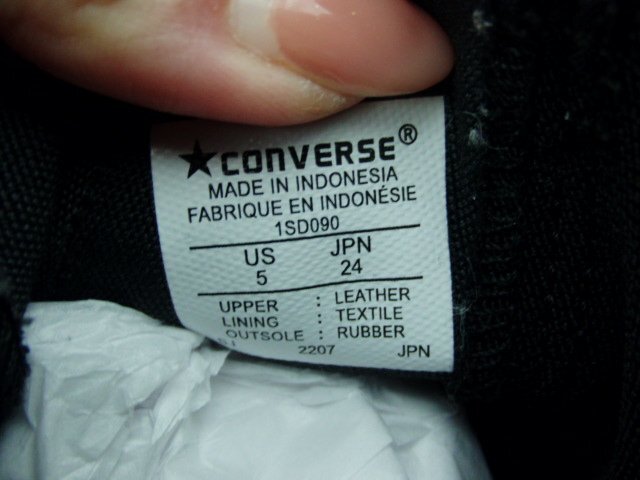 ★CONVERSE®
MADE IN INDONESIA
FABRIQUE EN INDONÉSIE
1SD090
US JPN
5 24
UPPER : LEATHER
LINING : TEXTILE
OUTSOLE : RUBBER
2207 JPN